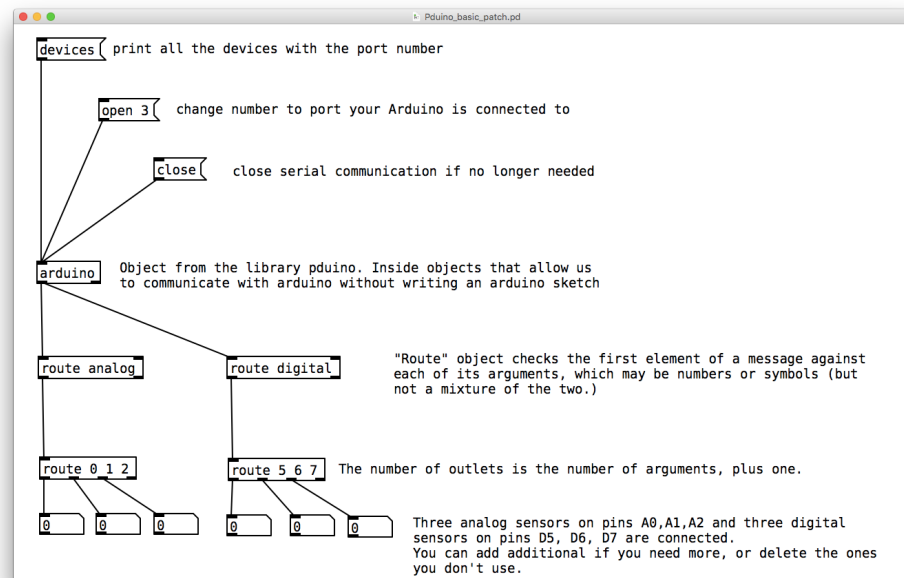 Pduino_basic_patch.pd
devices
print all the devices with the port number
open 3
change number to port your Arduino is connected to
close
close serial communication if no longer needed
arduino
Object from the library pduino. Inside objects that allow us
to communicate with arduino without writing an arduino sketch
route analog
route digital
"Route" object checks the first element of a message against
each of its arguments, which may be numbers or symbols (but
not a mixture of the two.)
route 0 1 2
route 5 6 7
The number of outlets is the number of arguments, plus one.
0
0
0
0
0
0
Three analog sensors on pins A0,A1,A2 and three digital
sensors on pins D5, D6, D7 are connected.
You can add additional if you need more, or delete the ones
you don't use.